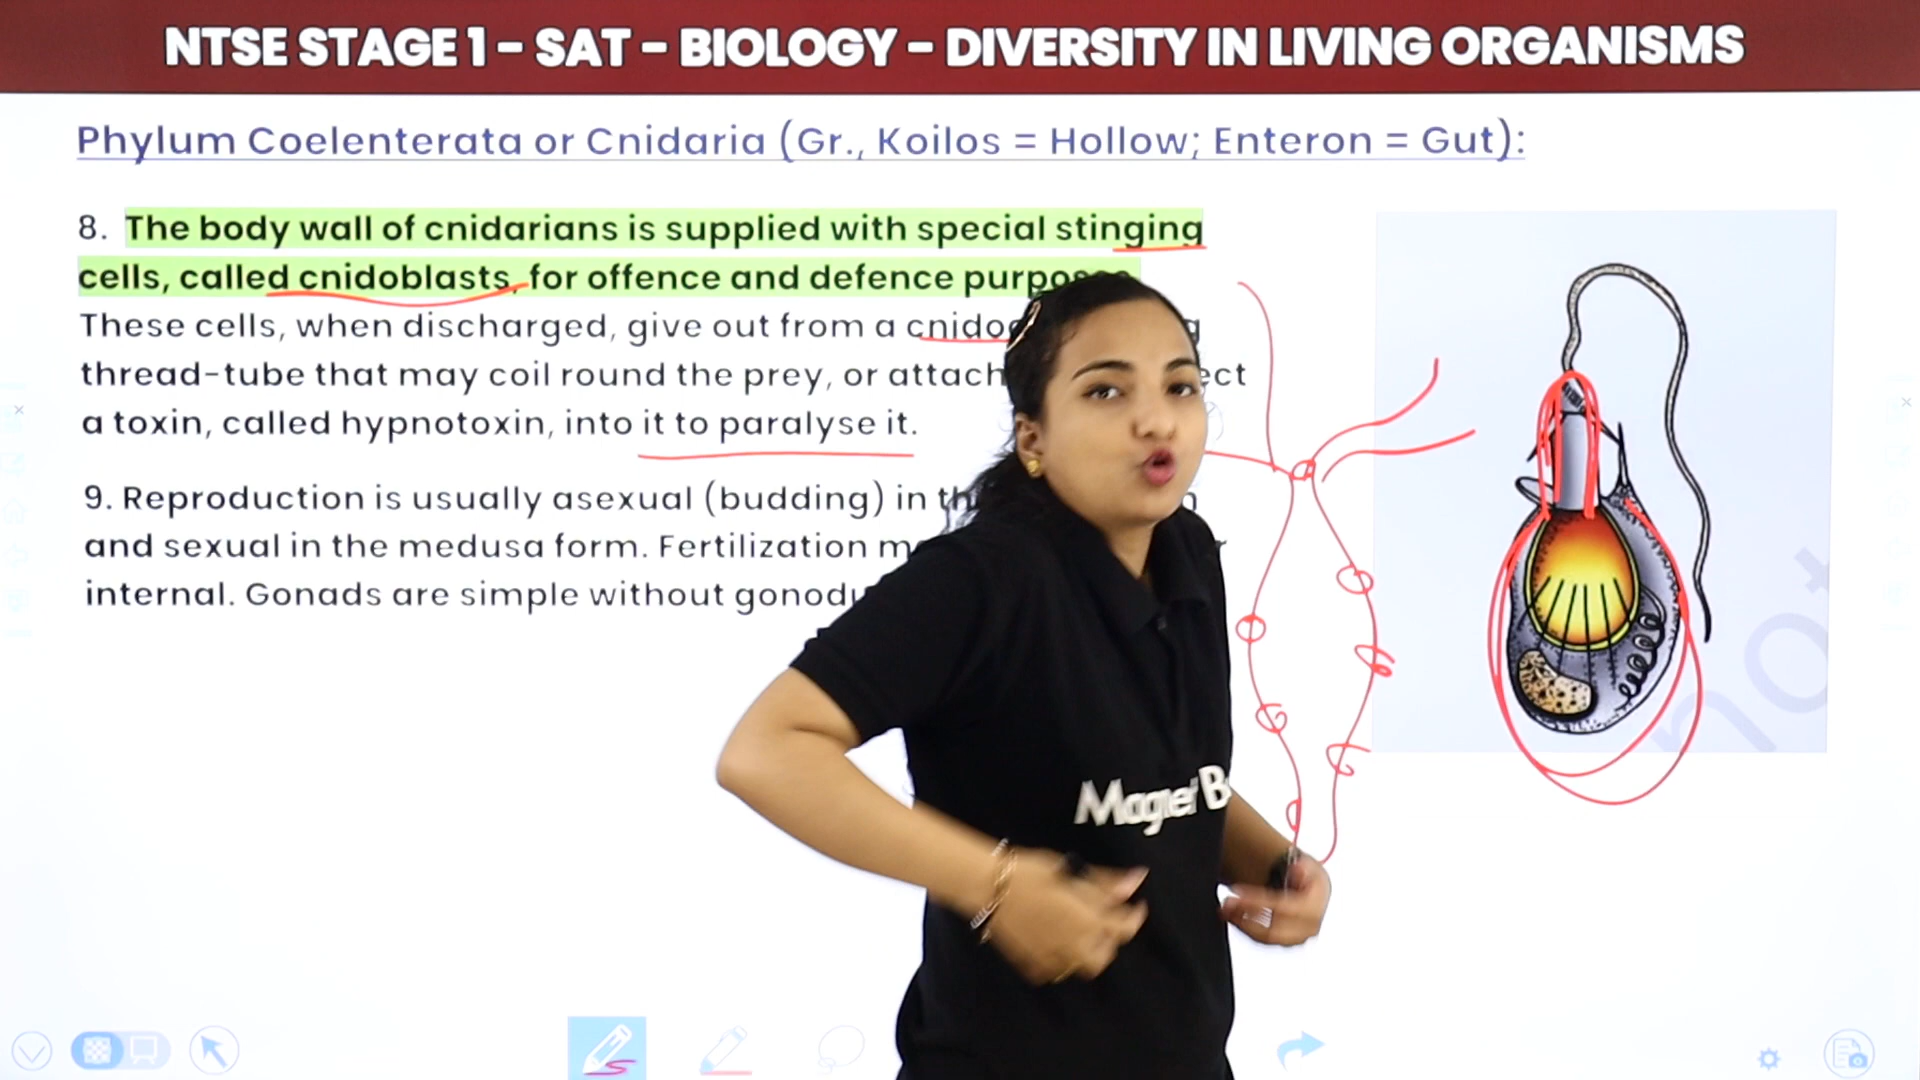 NTSE STAGE 1 – SAT – BIOLOGY – DIVERSITY IN LIVING ORGANISMS
Phylum Coelenterata or Cnidaria (Gr., Koilos = Hollow; Enteron = Gut):
8. The body wall of cnidarians is supplied with special stinging
cells, called cnidoblasts, for offence and defence purpose.
These cells, when discharged, give out from a
thread-tube that may coil round the prey, or attach
a toxin, called hypnotoxin, into it to paralyse it.
9. Reproduction is usually asexual (budding) in
and sexual in the medusa form. Fertilization
internal. Gonads are simple without
Magnet
not